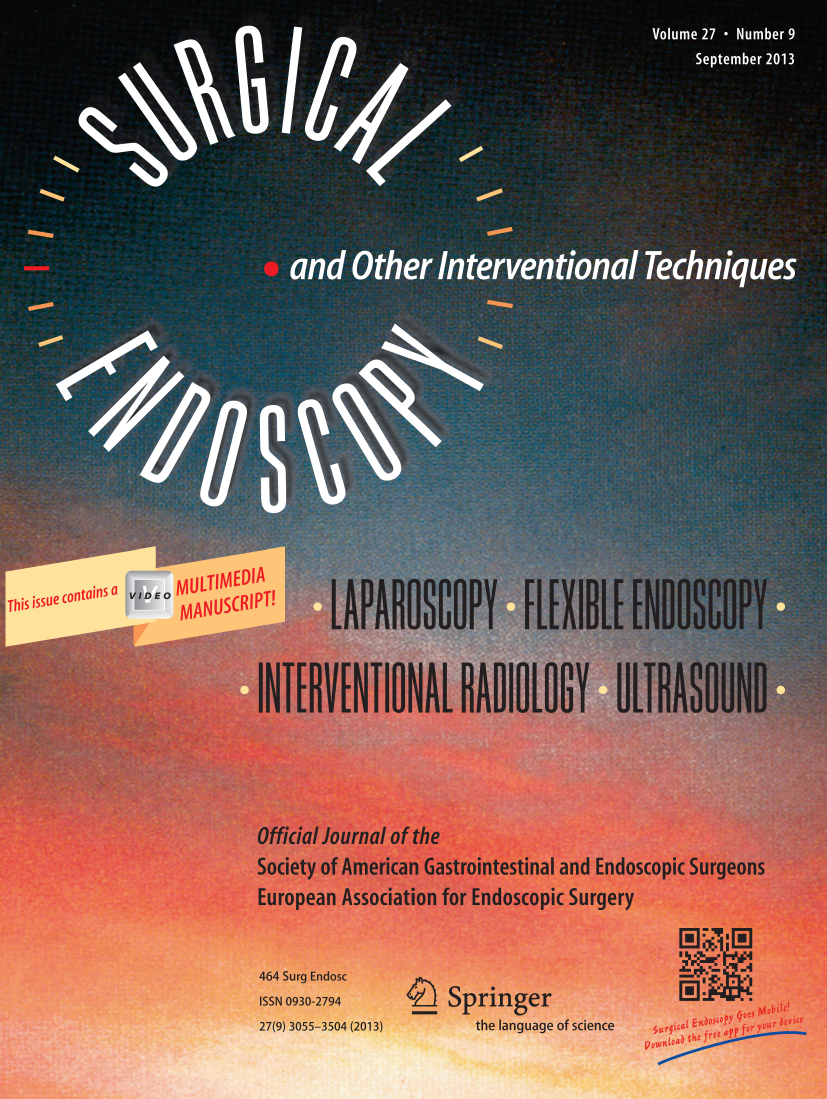 Volume 27 • Number 9
September 2013
SURGICAL
• and Other Interventional Techniques
ENDOSCOPY
This issue contains a
VIDEO
MULTIMEDIA
MANUSCRIPT!
• LAPAROSCOPY • FLEXIBLE ENDOSCOPY •
• INTERVENTIONAL RADIOLOGY • ULTRASOUND •
Official Journal of the
Society of American Gastrointestinal and Endoscopic Surgeons
European Association for Endoscopic Surgery
464 Surg Endosc
ISSN 0930-2794
27(9) 3055–3504 (2013)
Springer
the language of science
Surgical Endoscopy Goes Mobile!
Download the free app for your device